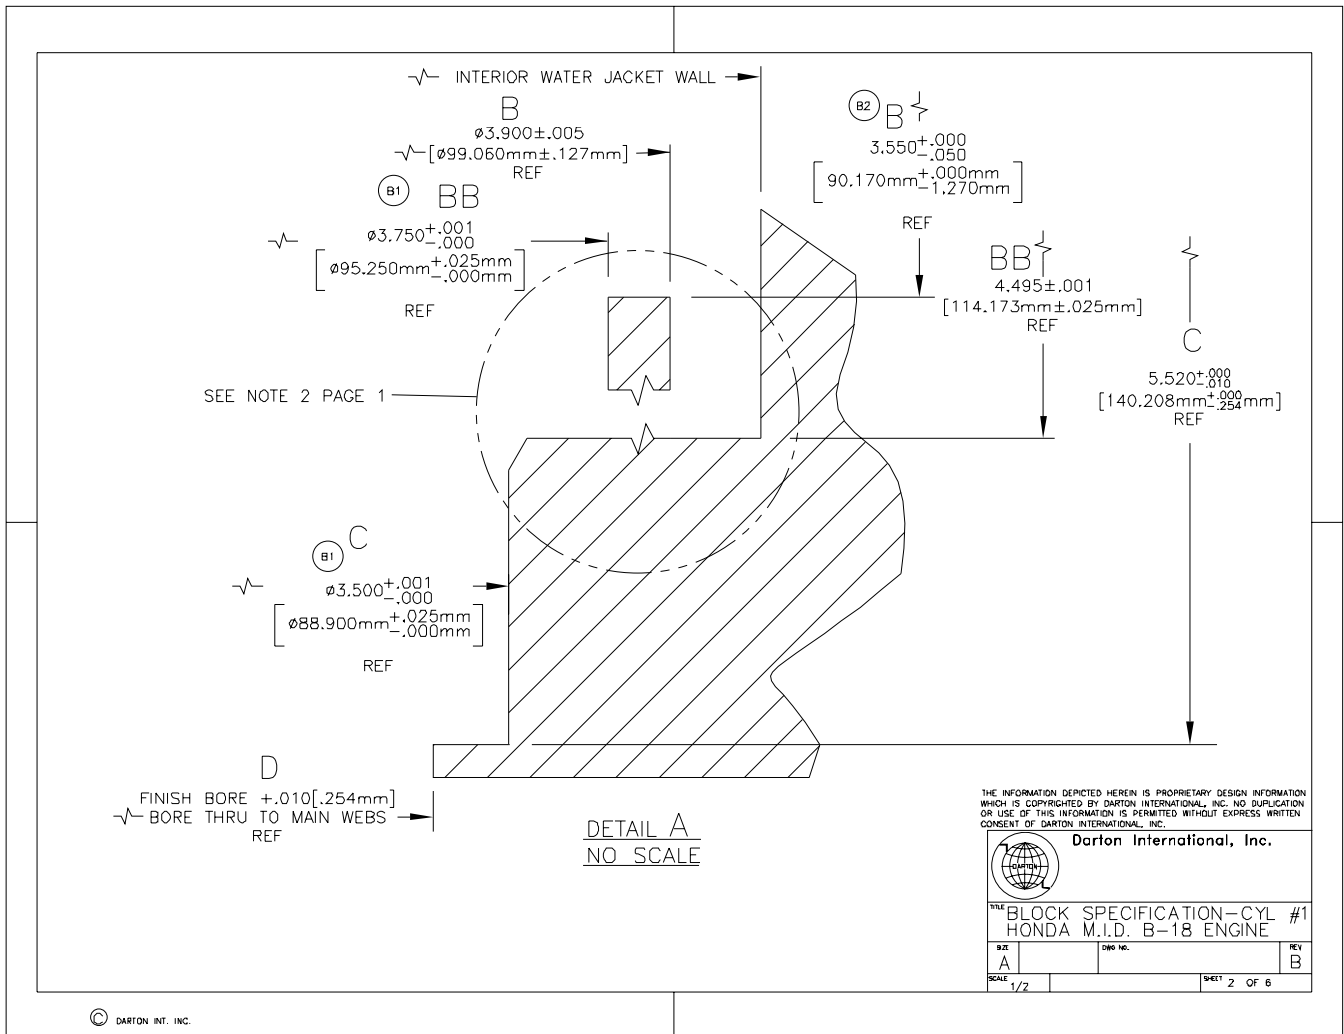 INTERIOR WATER JACKET WALL
B
ø3.900±.005
[ø99.060mm±.127mm]
REF
B1
BB
ø3.750+.001
-.000
[ø95.250mm+.025mm
-.000mm]
REF
B2
B
3.550+.000
-.050
[90.170mm+.000mm
-1.270mm]
REF
BB
4.495±.001
[114.173mm±.025mm]
REF
C
5.520+.000
-.010
[140.208mm+.000
-.254mm]
REF
SEE NOTE 2 PAGE 1
B1
C
ø3.500+.001
-.000
[ø88.900mm+.025mm
-.000mm]
REF
D
FINISH BORE +.010[.254mm]
BORE THRU TO MAIN WEBS
REF
DETAIL A
NO SCALE
THE INFORMATION DEPICTED HEREIN IS PROPRIETARY DESIGN INFORMATION
WHICH IS COPYRIGHTED BY DARTON INTERNATIONAL, INC. NO DUPLICATION
OR USE OF THIS INFORMATION IS PERMITTED WITHOUT EXPRESS WRITTEN
CONSENT OF DARTON INTERNATIONAL, INC.
DARTON
Darton International, Inc.
TITLE BLOCK SPECIFICATION-CYL #1
HONDA M.I.D. B-18 ENGINE
SIZE
A
DWG NO.
REV
B
SCALE 1/2
SHEET 2 OF 6
© DARTON INT. INC.